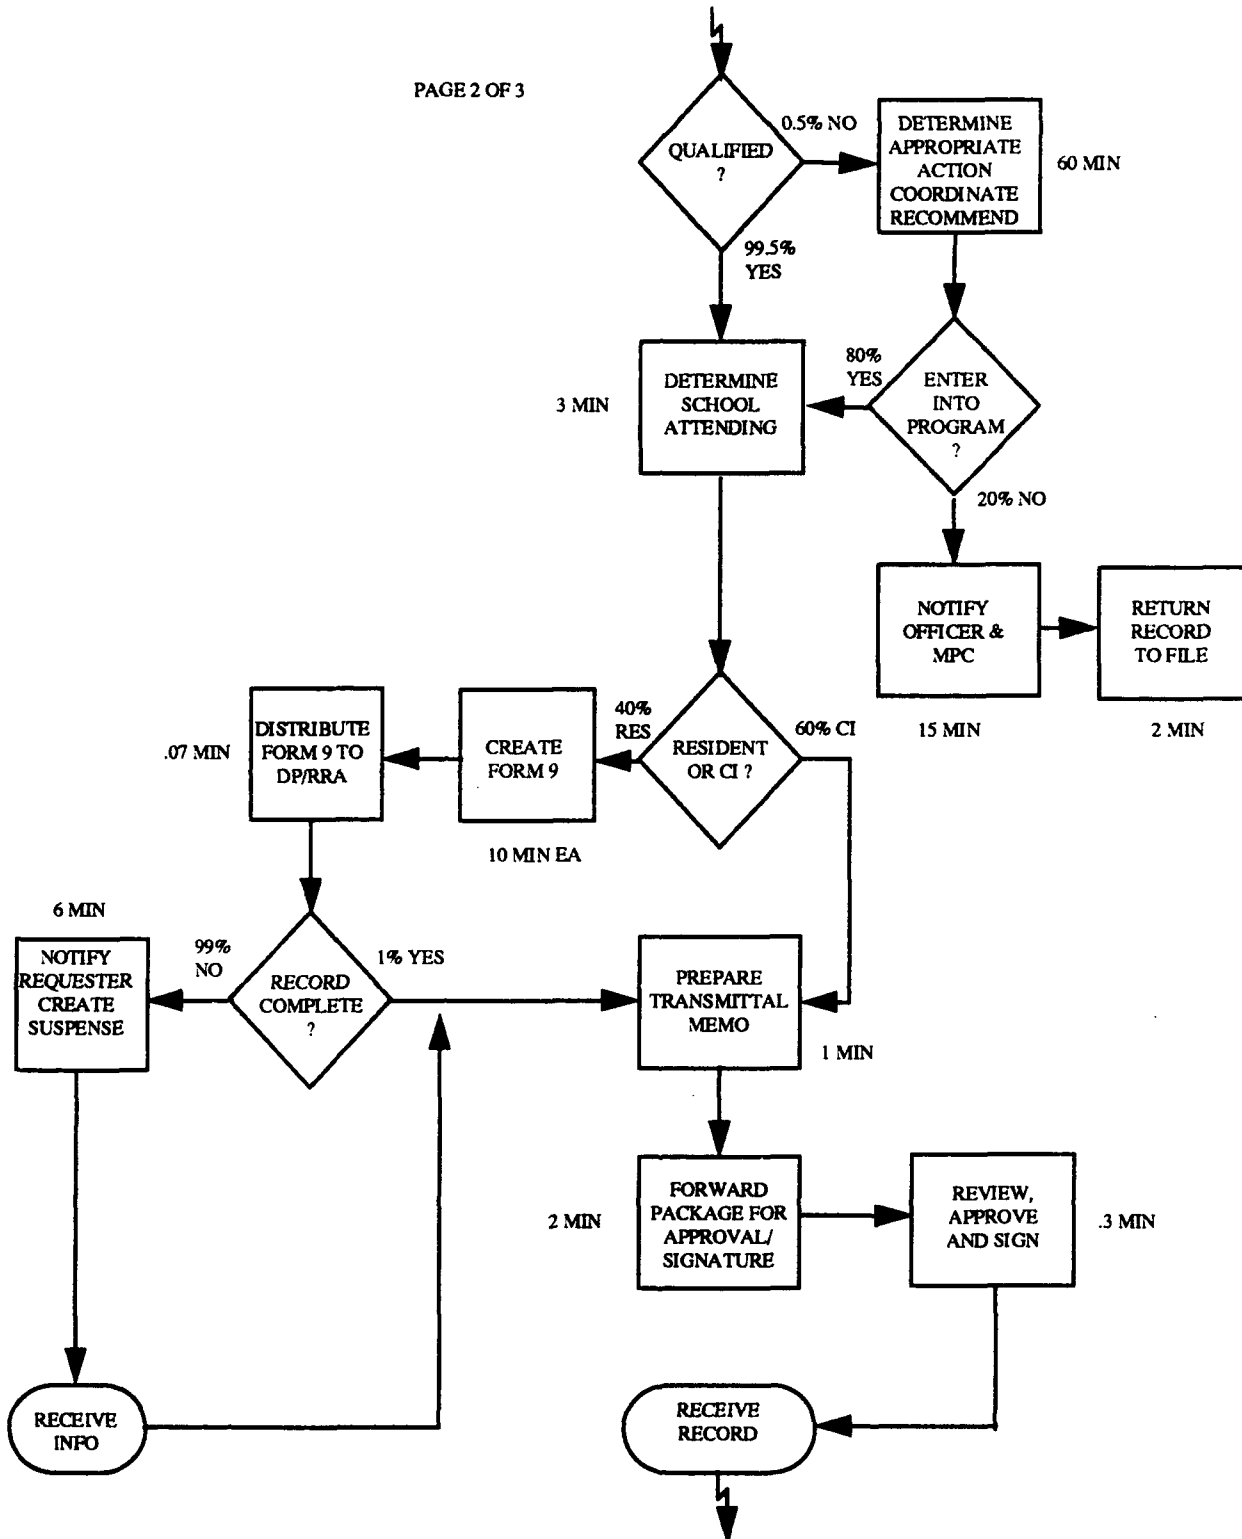 PAGE 2 OF 3
QUALIFIED
?
0.5% NO
DETERMINE
APPROPRIATE
ACTION
COORDINATE
RECOMMEND
60 MIN
99.5%
YES
3 MIN
DETERMINE
SCHOOL
ATTENDING
80%
YES
ENTER
INTO
PROGRAM
?
20% NO
NOTIFY
OFFICER &
MPC
15 MIN
RETURN
RECORD
TO FILE
2 MIN
RESIDENT
OR CI ?
40%
RES
60% CI
CREATE
FORM 9
10 MIN EA
.07 MIN
DISTRIBUTE
FORM 9 TO
DP/RRA
6 MIN
NOTIFY
REQUESTER
CREATE
SUSPENSE
99%
NO
RECORD
COMPLETE
?
1% YES
PREPARE
TRANSMITTAL
MEMO
1 MIN
2 MIN
FORWARD
PACKAGE FOR
APPROVAL/
SIGNATURE
REVIEW,
APPROVE
AND SIGN
.3 MIN
RECEIVE
INFO
RECEIVE
RECORD